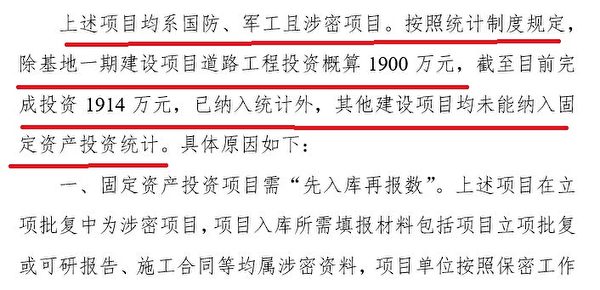 上述项目均系国防、军工且涉密项目。按照统计制度规定，
除基地一期建设项目道路工程投资概算 1900 万元，截至目前完
成投资 1914 万元，已纳入统计外，其他建设项目均未能纳入固
定资产投资统计。具体原因如下：
一、固定资产投资项目需“先入库再报数”。上述项目在立
项批复中为涉密项目，项目入库所需填报材料包括项目立项批复
或可研报告、施工合同等均属涉密资料，项目单位按照保密工作